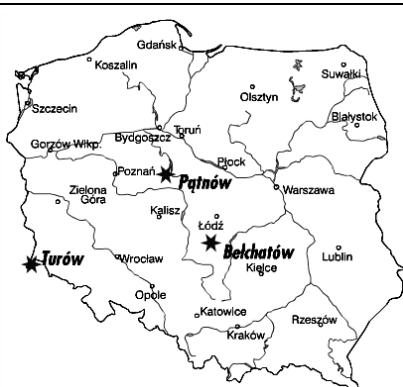 Gdańsk
Koszalin
Suwałki
Olsztyn
Szczecin
Białystok
Bydgoszcz
Toruń
Gorzów Wlkp.
Płock
Poznań
Pątnów
Warszawa
Zielona
Góra
Kalisz
Łódź
Bełchatów
Turów
Wrocław
Lublin
Kielce
Opole
Katowice
Rzeszów
Kraków